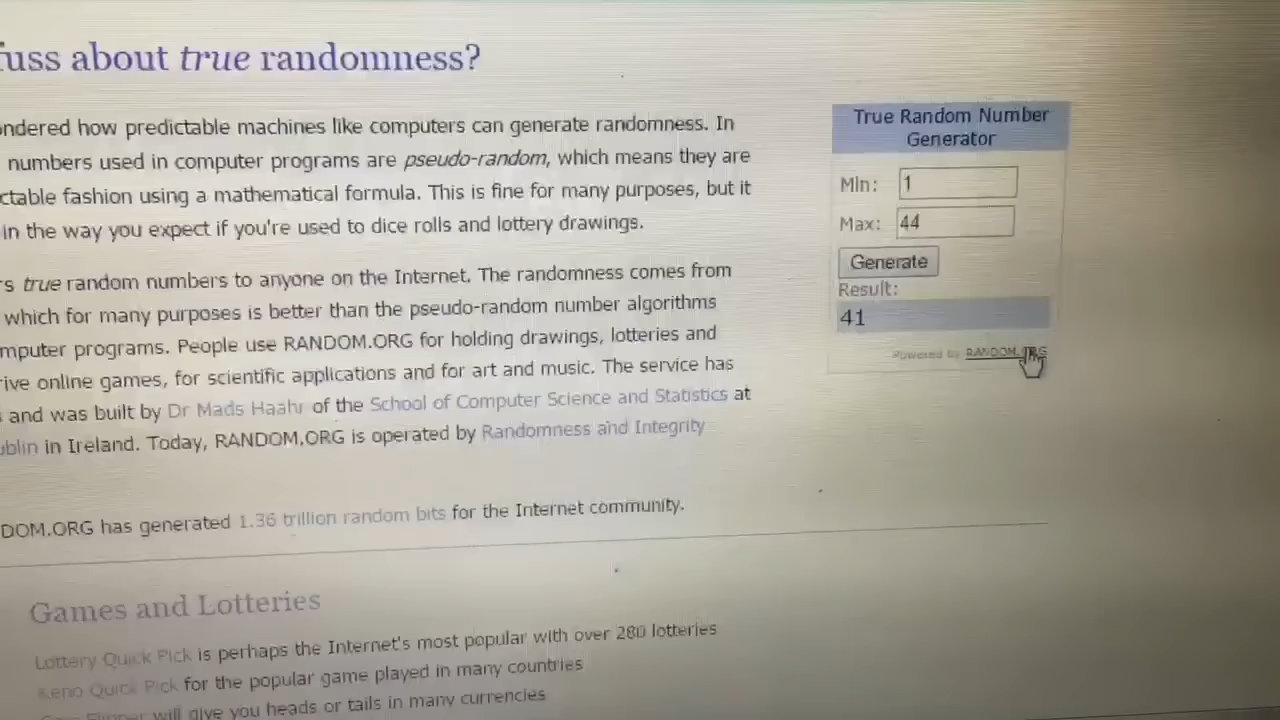 fuss about true randomness?
ndered how predictable machines like computers can generate randomness. In
numbers used in computer programs are pseudo-random, which means they are
ctable fashion using a mathematical formula. This is fine for many purposes, but it
in the way you expect if you're used to dice rolls and lottery drawings.
s true random numbers to anyone on the Internet. The randomness comes from
which for many purposes is better than the pseudo-random number algorithms
mputer programs. People use RANDOM.ORG for holding drawings, lotteries and
rive online games, for scientific applications and for art and music. The service has
and was built by Dr Mads Haahr of the School of Computer Science and Statistics at
ublin in Ireland. Today, RANDOM.ORG is operated by Randomness and Integrity
DOM.ORG has generated 1.36 trillion random bits for the Internet community.
Games and Lotteries
Lottery Quick Pick is perhaps the Internet's most popular with over 280 lotteries
Keno Quick Pick for the popular game played in many countries
Coin Flipper will give you heads or tails in many currencies
True Random Number
Generator
Min: 1
Max: 44
Generate
Result:
41
Powered by RANDOM.ORG